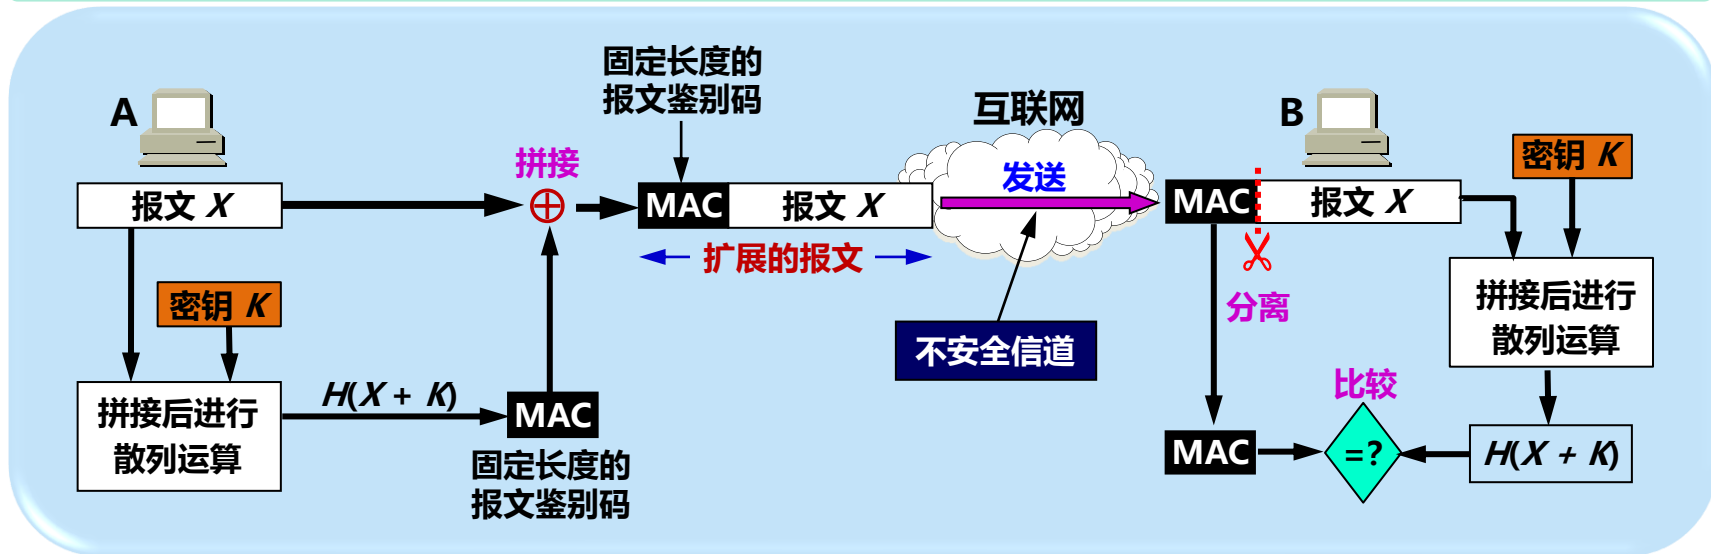 固定长度的
报文鉴别码
A
互联网
B
拼接
密钥 K
发送
报文 X
MAC
报文 X
MAC
报文 X
扩展的报文
密钥 K
分离
拼接后进行
散列运算
不安全信道
H(X + K)
拼接后进行
散列运算
MAC
比较
固定长度的
报文鉴别码
MAC
=?
H(X + K)